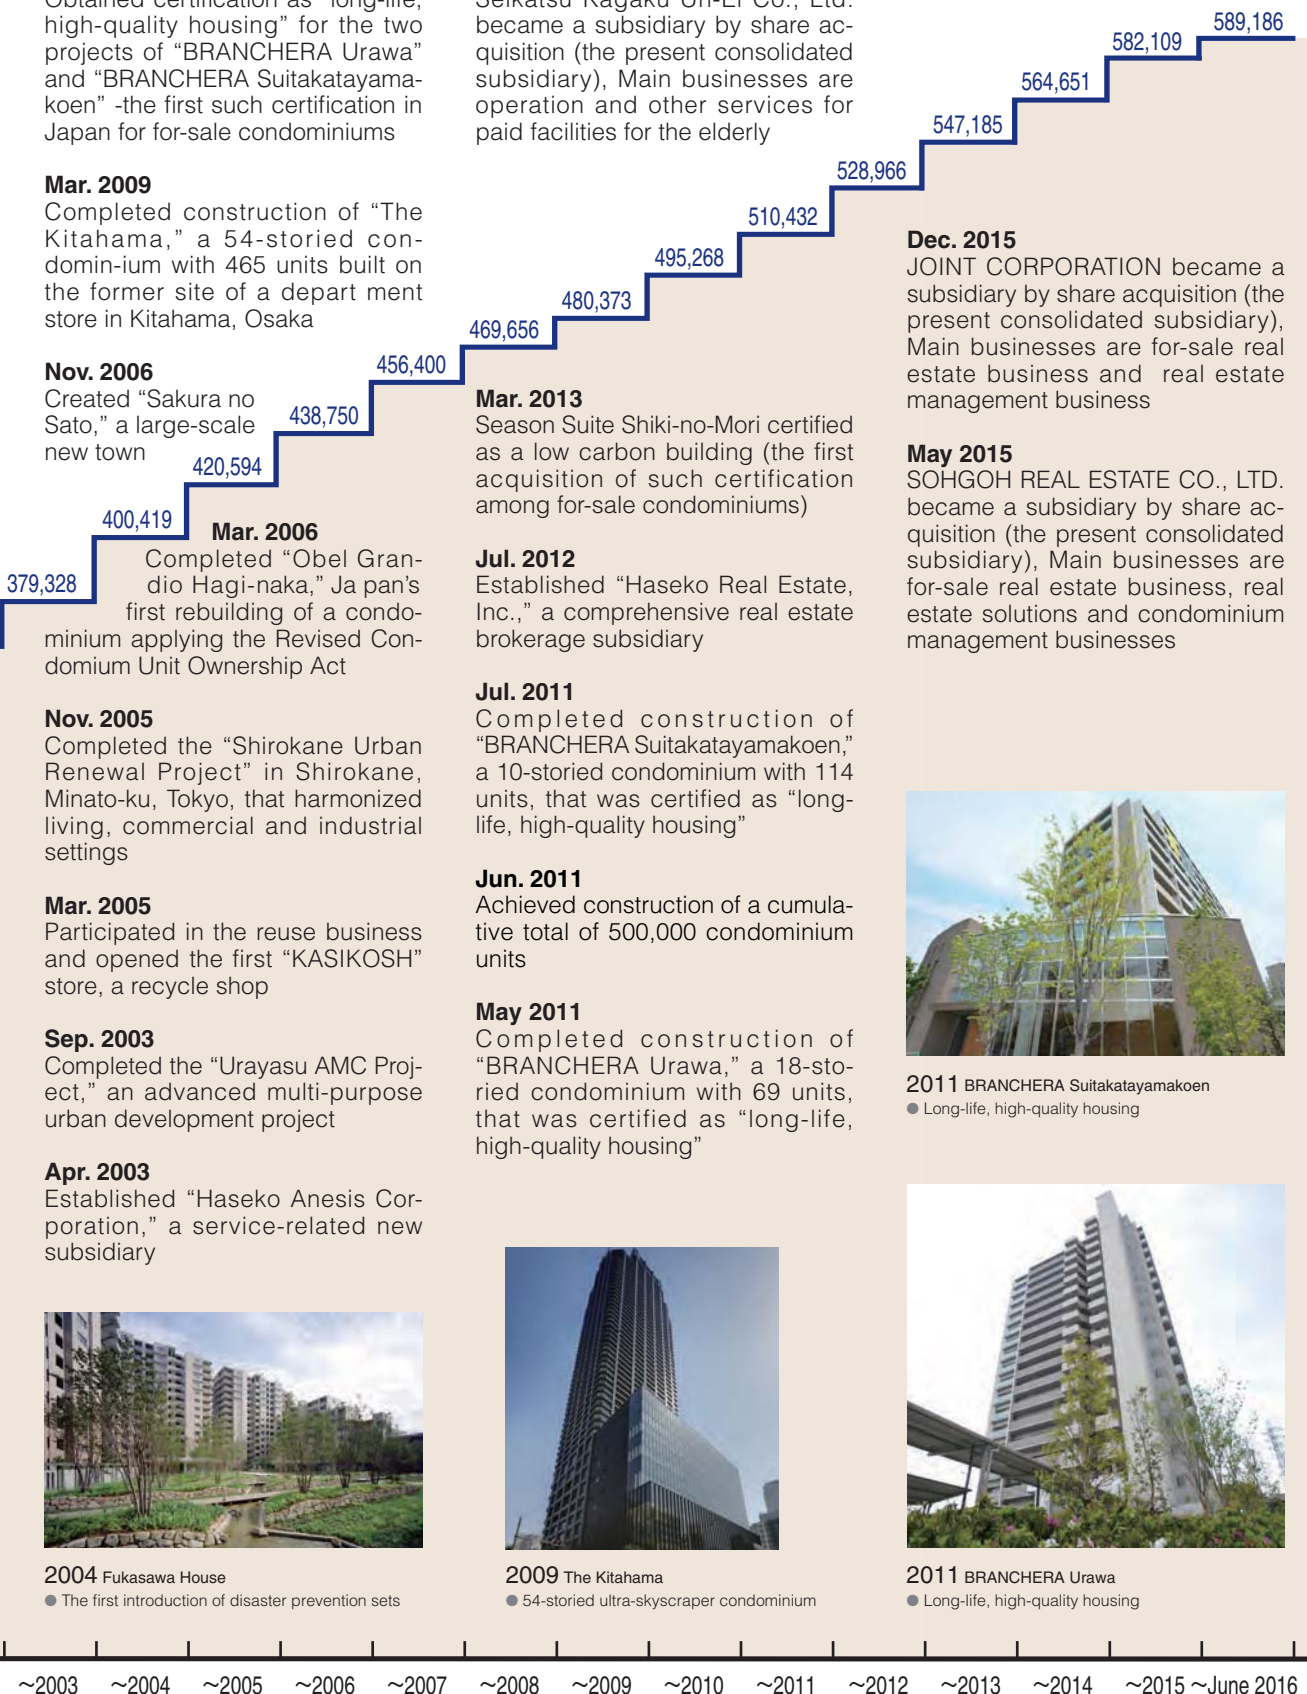 Obtained certification as "long-life,
high-quality housing" for the two
projects of “BRANCHERA Urawa”
and “BRANCHERA Suitakatayama-
koen” -the first such certification in
Japan for for-sale condominiums
Mar. 2009
Completed construction of “The
Kitahama,” a 54-storied con-
domin-ium with 465 units built on
the former site of a depart ment
store in Kitahama, Osaka
Nov. 2006
Created “Sakura no
Sato,” a large-scale
new town
Mar. 2006
Completed “Obel Gran-
dio Hagi-naka,” Ja pan’s
first rebuilding of a condo-
minium applying the Revised Con-
domium Unit Ownership Act
Nov. 2005
Completed the “Shirokane Urban
Renewal Project” in Shirokane,
Minato-ku, Tokyo, that harmonized
living, commercial and industrial
settings
Mar. 2005
Participated in the reuse business
and opened the first “KASIKOSH”
store, a recycle shop
Sep. 2003
Completed the “Urayasu AMC Proj-
ect,” an advanced multi-purpose
urban development project
Apr. 2003
Established “Haseko Anesis Cor-
poration,” a service-related new
subsidiary
2004 Fukasawa House
● The first introduction of disaster prevention sets
Seikatsu Kagaku Un-Ei Co., Ltd.
became a subsidiary by share ac-
quisition (the present consolidated
subsidiary), Main businesses are
operation and other services for
paid facilities for the elderly
Mar. 2013
Season Suite Shiki-no-Mori certified
as a low carbon building (the first
acquisition of such certification
among for-sale condominiums)
Jul. 2012
Established “Haseko Real Estate,
Inc.,” a comprehensive real estate
brokerage subsidiary
Jul. 2011
Completed construction of
“BRANCHERA Suitakatayamakoen,”
a 10-storied condominium with 114
units, that was certified as “long-
life, high-quality housing”
Jun. 2011
Achieved construction of a cumula-
tive total of 500,000 condominium
units
May 2011
Completed construction of
“BRANCHERA Urawa,” a 18-sto-
ried condominium with 69 units,
that was certified as “long-life,
high-quality housing”
2009 The Kitahama
● 54-storied ultra-skyscraper condominium
Dec. 2015
JOINT CORPORATION became a
subsidiary by share acquisition (the
present consolidated subsidiary),
Main businesses are for-sale real
estate business and real estate
management business
May 2015
SOHGOH REAL ESTATE CO., LTD.
became a subsidiary by share ac-
quisition (the present consolidated
subsidiary), Main businesses are
for-sale real estate business, real
estate solutions and condominium
management businesses
2011 BRANCHERA Suitakatayamakoen
● Long-life, high-quality housing
2011 BRANCHERA Urawa
● Long-life, high-quality housing
379,328
400,419
420,594
438,750
456,400
469,656
480,373
495,268
510,432
528,966
547,185
564,651
582,109
589,186
~2003 ~2004 ~2005 ~2006 ~2007 ~2008 ~2009 ~2010 ~2011 ~2012 ~2013 ~2014 ~2015 ~June 2016